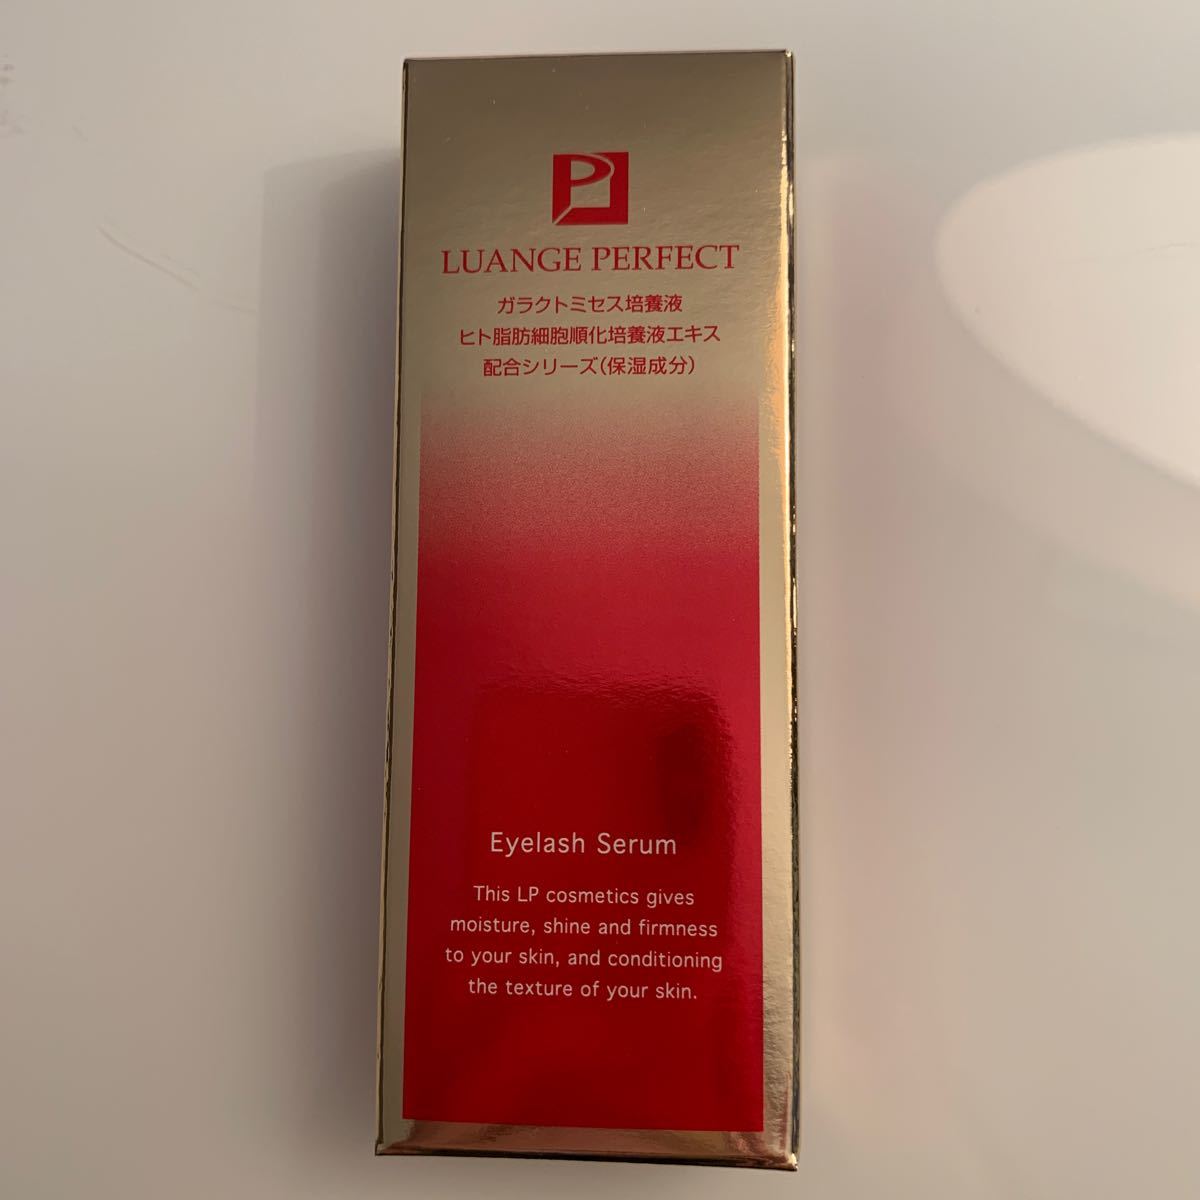 P
LUANGE PERFECT
ガラクトミセス培養液
ヒト脂肪細胞順化培養液エキス
配合シリーズ(保湿成分)
Eyelash Serum
This LP cosmetics gives
moisture, shine and firmness
to your skin, and conditioning
the texture of your skin.